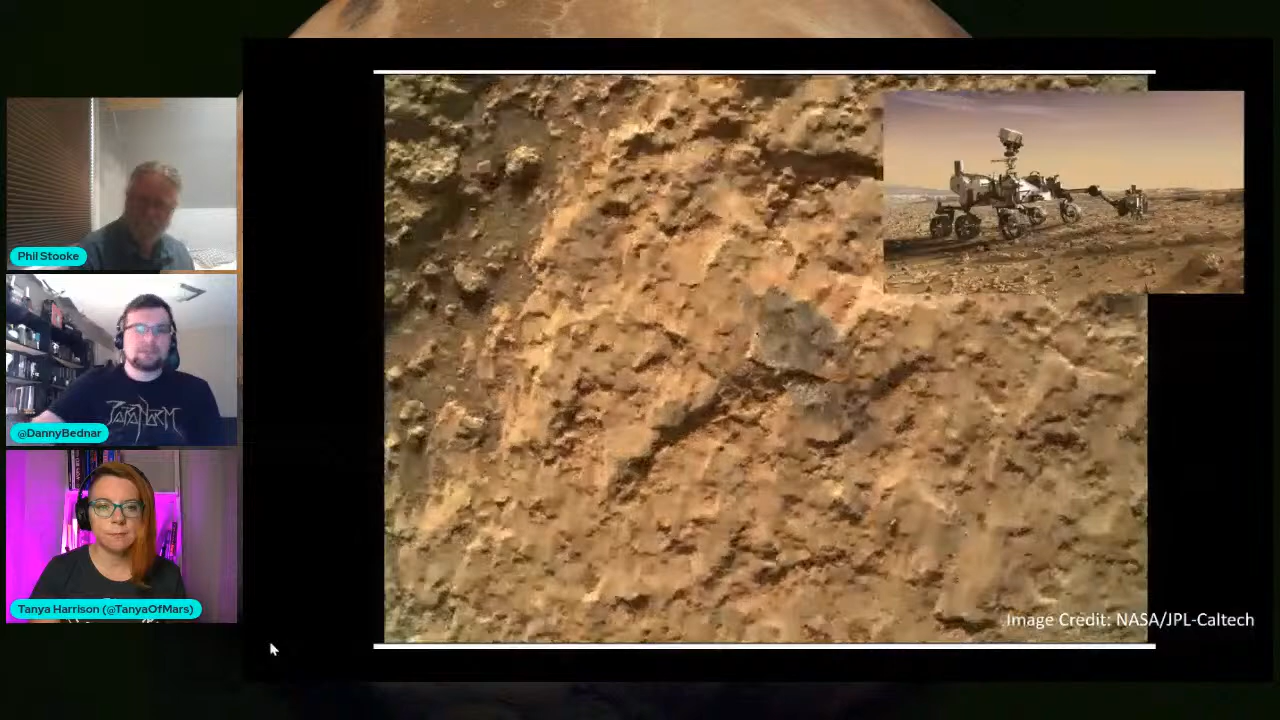 Phil Stooke
@DannyBednar
Tanya Harrison (@TanyaOfMars)
Image Credit: NASA/JPL-Caltech